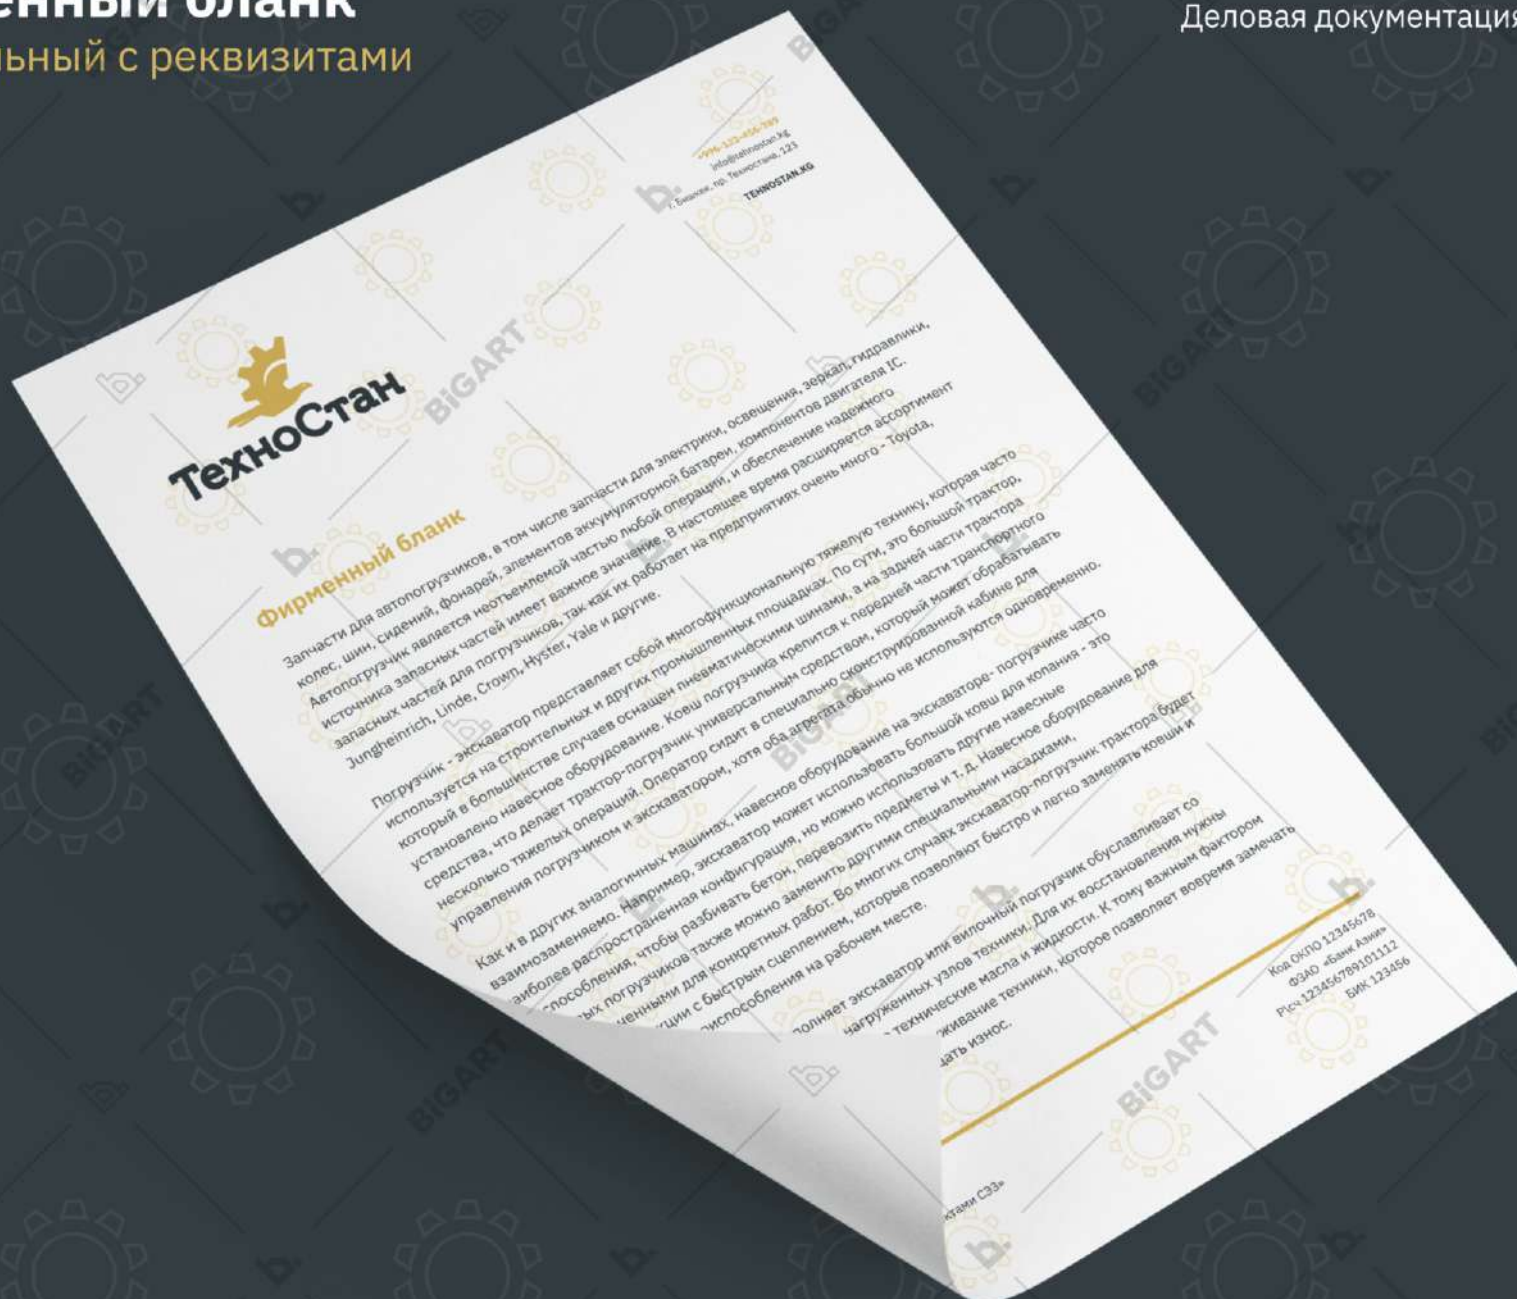 енный бланк
льный с реквизитами
Деловая документация
+996-123-456-789
info@tehnostan.kg
г. Бишкек, пр. Техностана, 123
TEHNOSTAN.KG
ТехноСтан
Фирменный бланк
Запчасти для автопогрузчиков, в том числе запчасти для электрики, освещения, зеркал, гидравлики,
колес, шин, сидений, фонарей, элементов аккумуляторной батареи, компонентов двигателя IC.
Автопогрузчик является неотъемлемой частью любой операции, и обеспечение надежного
источника запасных частей имеет важное значение. В настоящее время расширяется ассортимент
запасных частей для погрузчиков, так как их работает на предприятиях очень много - Toyota,
Jungheinrich, Linde, Crown, Hyster, Yale и другие.
Погрузчик - экскаватор представляет собой многофункциональную тяжелую технику, которая часто
используется на строительных и других промышленных площадках. По сути, это большой трактор,
который в большинстве случаев оснащен пневматическими шинами, а на задней части трактора
установлено навесное оборудование. Ковш погрузчика крепится к передней части транспортного
средства, что делает трактор-погрузчик универсальным средством, который может обрабатывать
несколько тяжелых операций. Оператор сидит в специально сконструированной кабине для
управления погрузчиком и экскаватором, хотя оба агрегата обычно не используются одновременно.
Как и в других аналогичных машинах, навесное оборудование на экскаваторе- погрузчике часто
взаимозаменяемо. Например, экскаватор может использовать большой ковш для копания - это
аиболее распространенная конфигурация, но можно использовать другие навесные
способления, чтобы разбивать бетон, перевозить предметы и т. д. Навесное оборудование для
ых погрузчиков также можно заменить другими специальными насадками,
ченными для конкретных работ. Во многих случаях экскаватор-погрузчик трактора будет
ции с быстрым сцеплением, которые позволяют быстро и легко заменять ковши и
испособления на рабочем месте.
олняет экскаватор или вилочный погрузчик обуславливает со
нагруженных узлов техники. Для их восстановления нужны
технические масла и жидкости. К тому важным фактором
живание техники, которое позволяет вовремя замечать
ать износ.
Код ОКПО 12345678
ФЗАО «Банк Азии»
Р|сч 123456789101112
БИК 123456
ктами СЭЗ»
BIGART